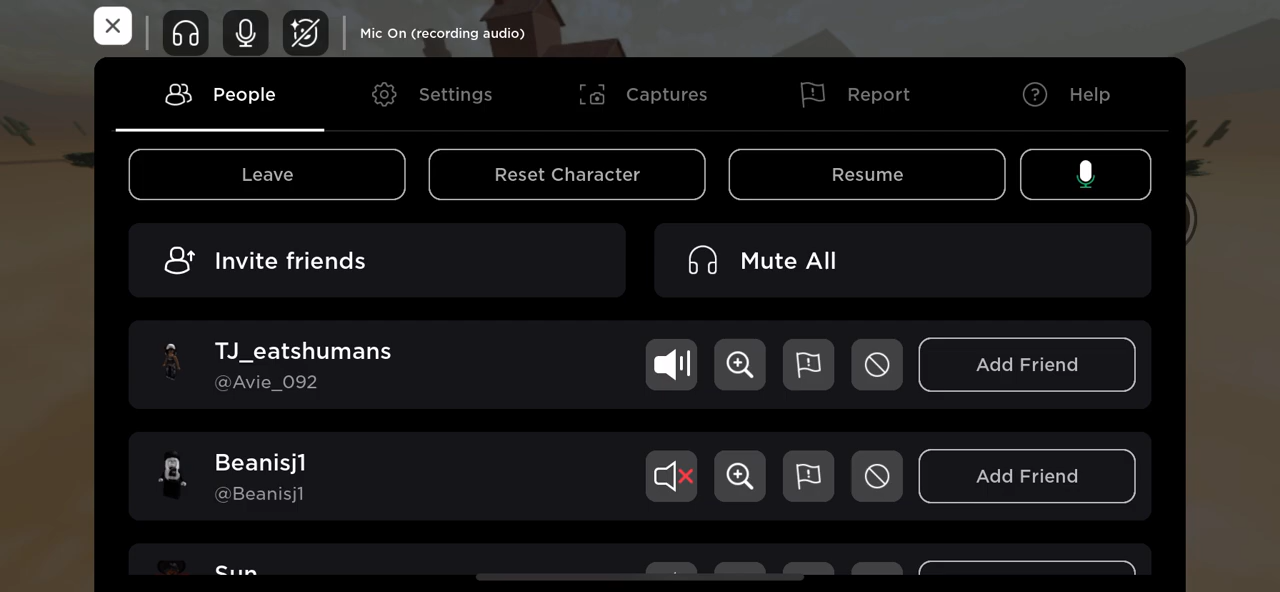 Mic On (recording audio)
People Settings Captures Report Help
Leave Reset Character Resume
Invite friends Mute All
TJ_eatshumans
@Avie_092
Add Friend
Beanisj1
@Beanisj1
Add Friend
Sun